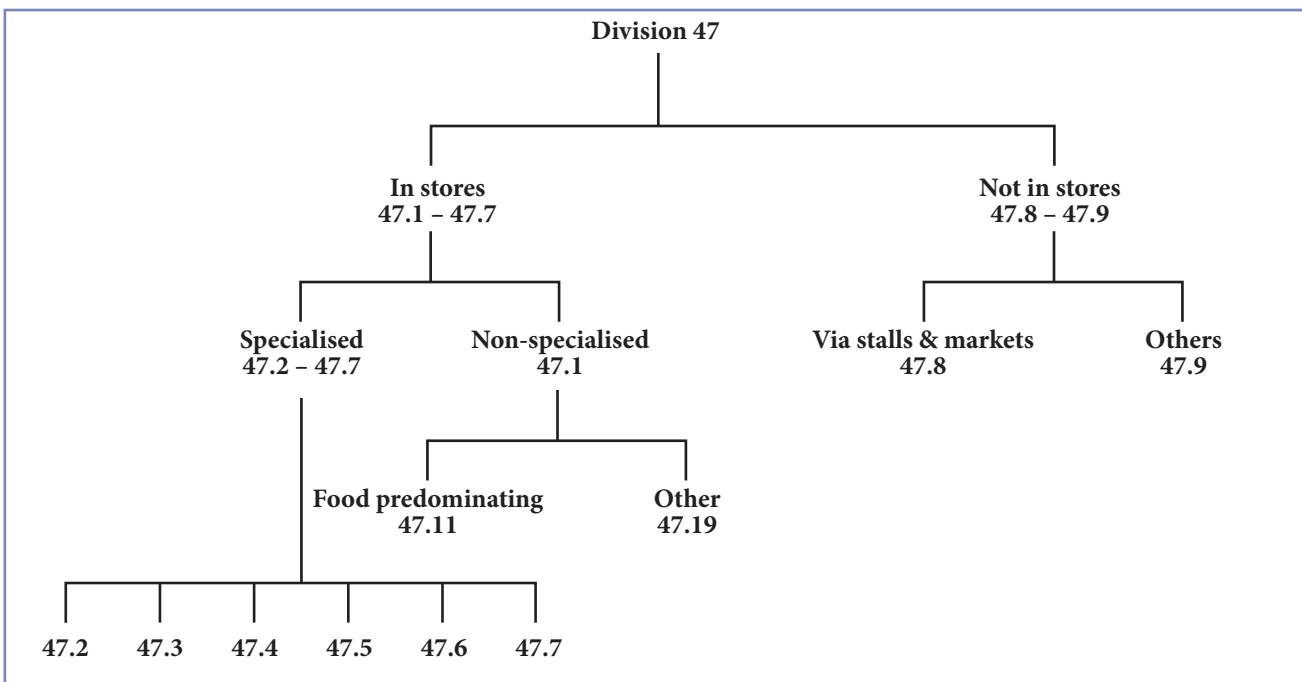 Division 47
In stores
47.1 – 47.7
Not in stores
47.8 – 47.9
Specialised
47.2 – 47.7
Non-specialised
47.1
Via stalls & markets
47.8
Others
47.9
Food predominating
47.11
Other
47.19
47.2 47.3 47.4 47.5 47.6 47.7